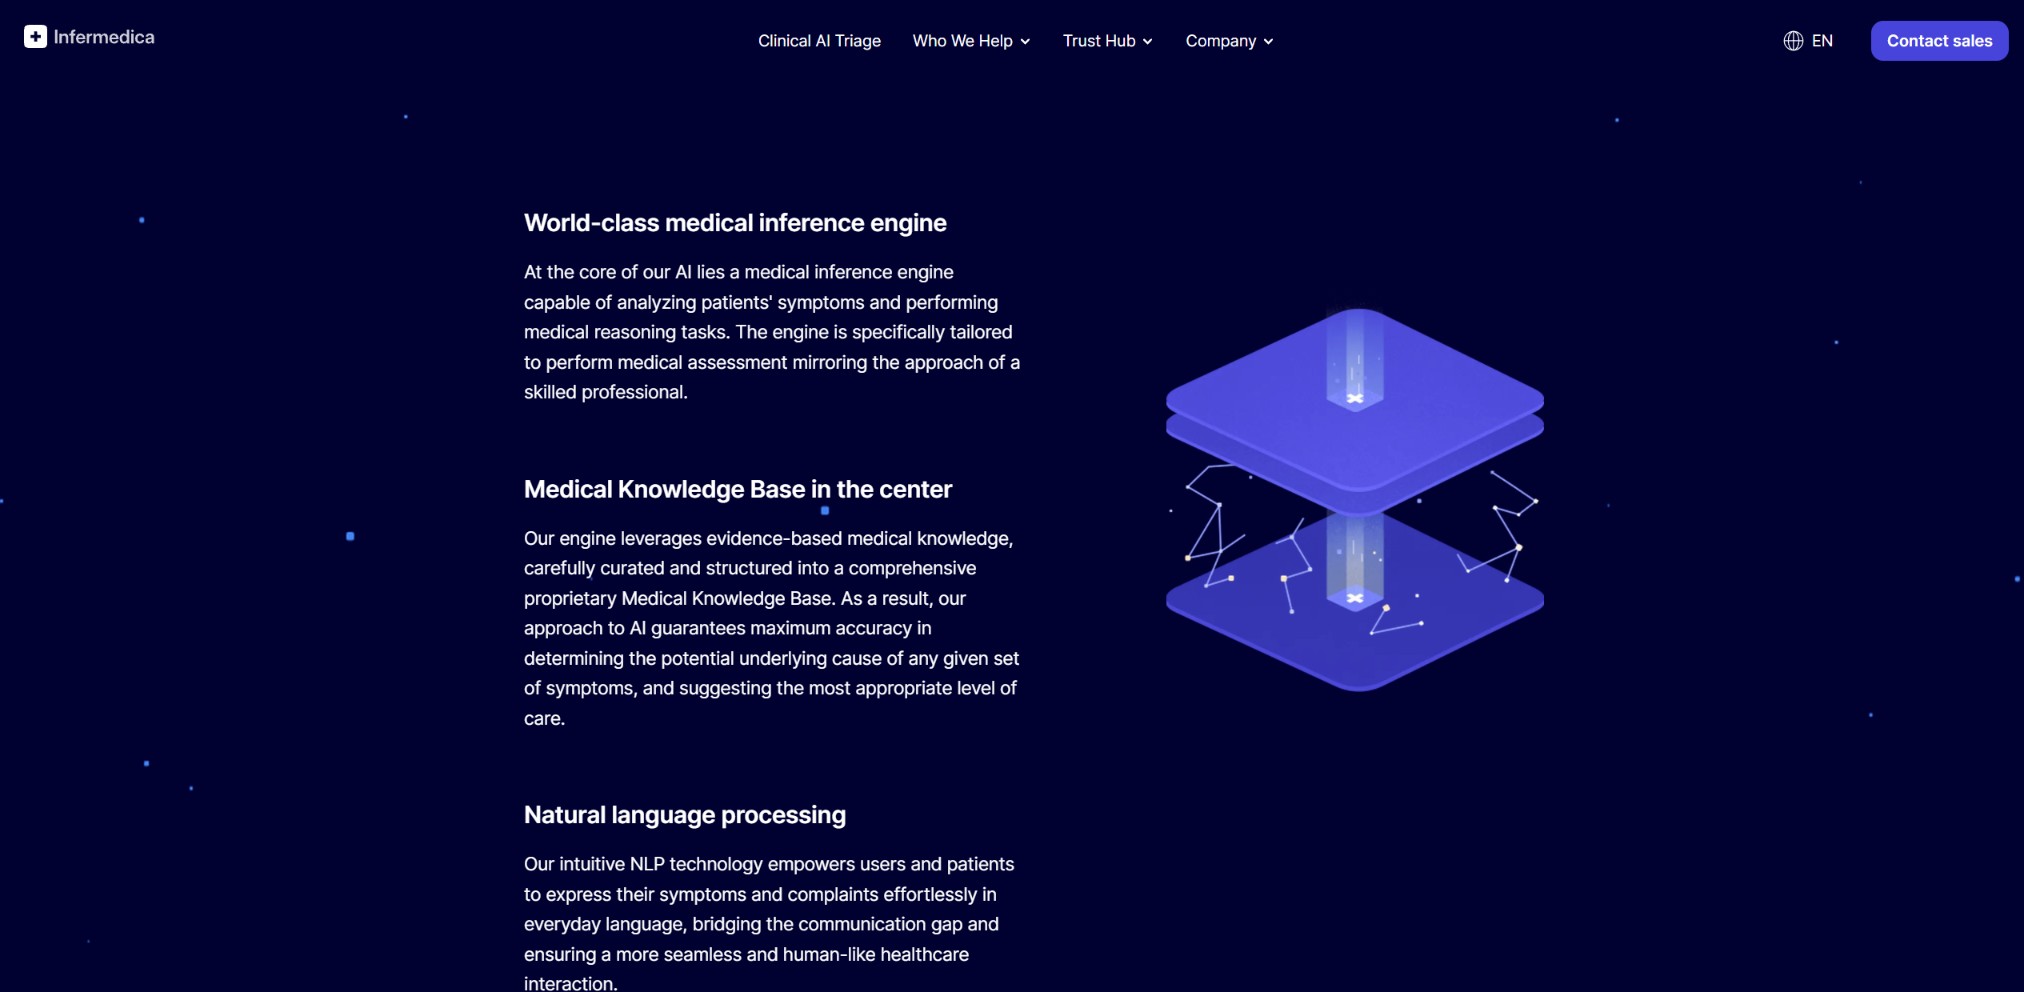 Infermedica
Clinical AI Triage
Who We Help
Trust Hub
Company
EN
Contact sales
World-class medical inference engine
At the core of our AI lies a medical inference engine
capable of analyzing patients' symptoms and performing
medical reasoning tasks. The engine is specifically tailored
to perform medical assessment mirroring the approach of a
skilled professional.
Medical Knowledge Base in the center
Our engine leverages evidence-based medical knowledge,
carefully curated and structured into a comprehensive
proprietary Medical Knowledge Base. As a result, our
approach to AI guarantees maximum accuracy in
determining the potential underlying cause of any given set
of symptoms, and suggesting the most appropriate level of
care.
Natural language processing
Our intuitive NLP technology empowers users and patients
to express their symptoms and complaints effortlessly in
everyday language, bridging the communication gap and
ensuring a more seamless and human-like healthcare
interaction.